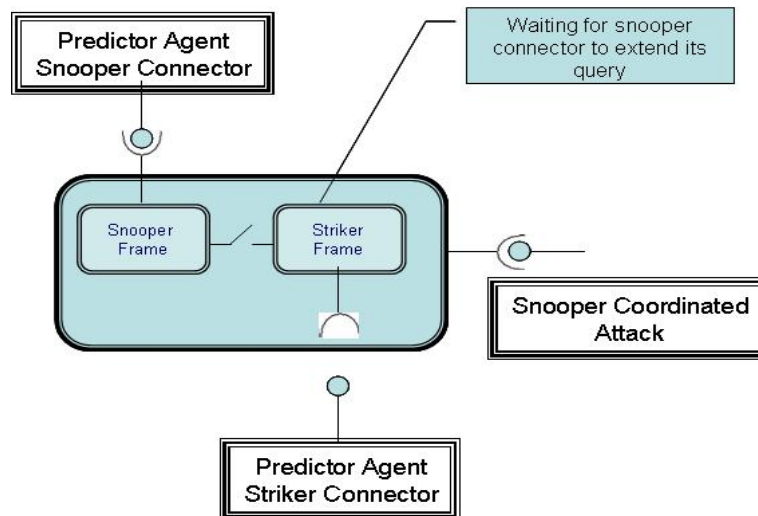 Predictor Agent
Snooper Connector
Waiting for snooper
connector to extend its
query
Snooper
Frame
Striker
Frame
Snooper Coordinated
Attack
Predictor Agent
Striker Connector